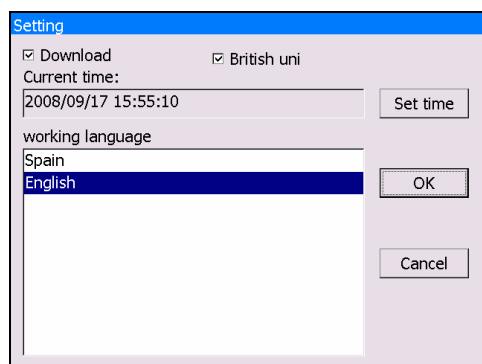 Setting
Download
British uni
Current time:
2008/09/17 15:55:10
Set time
working language
Spain
English
OK
Cancel